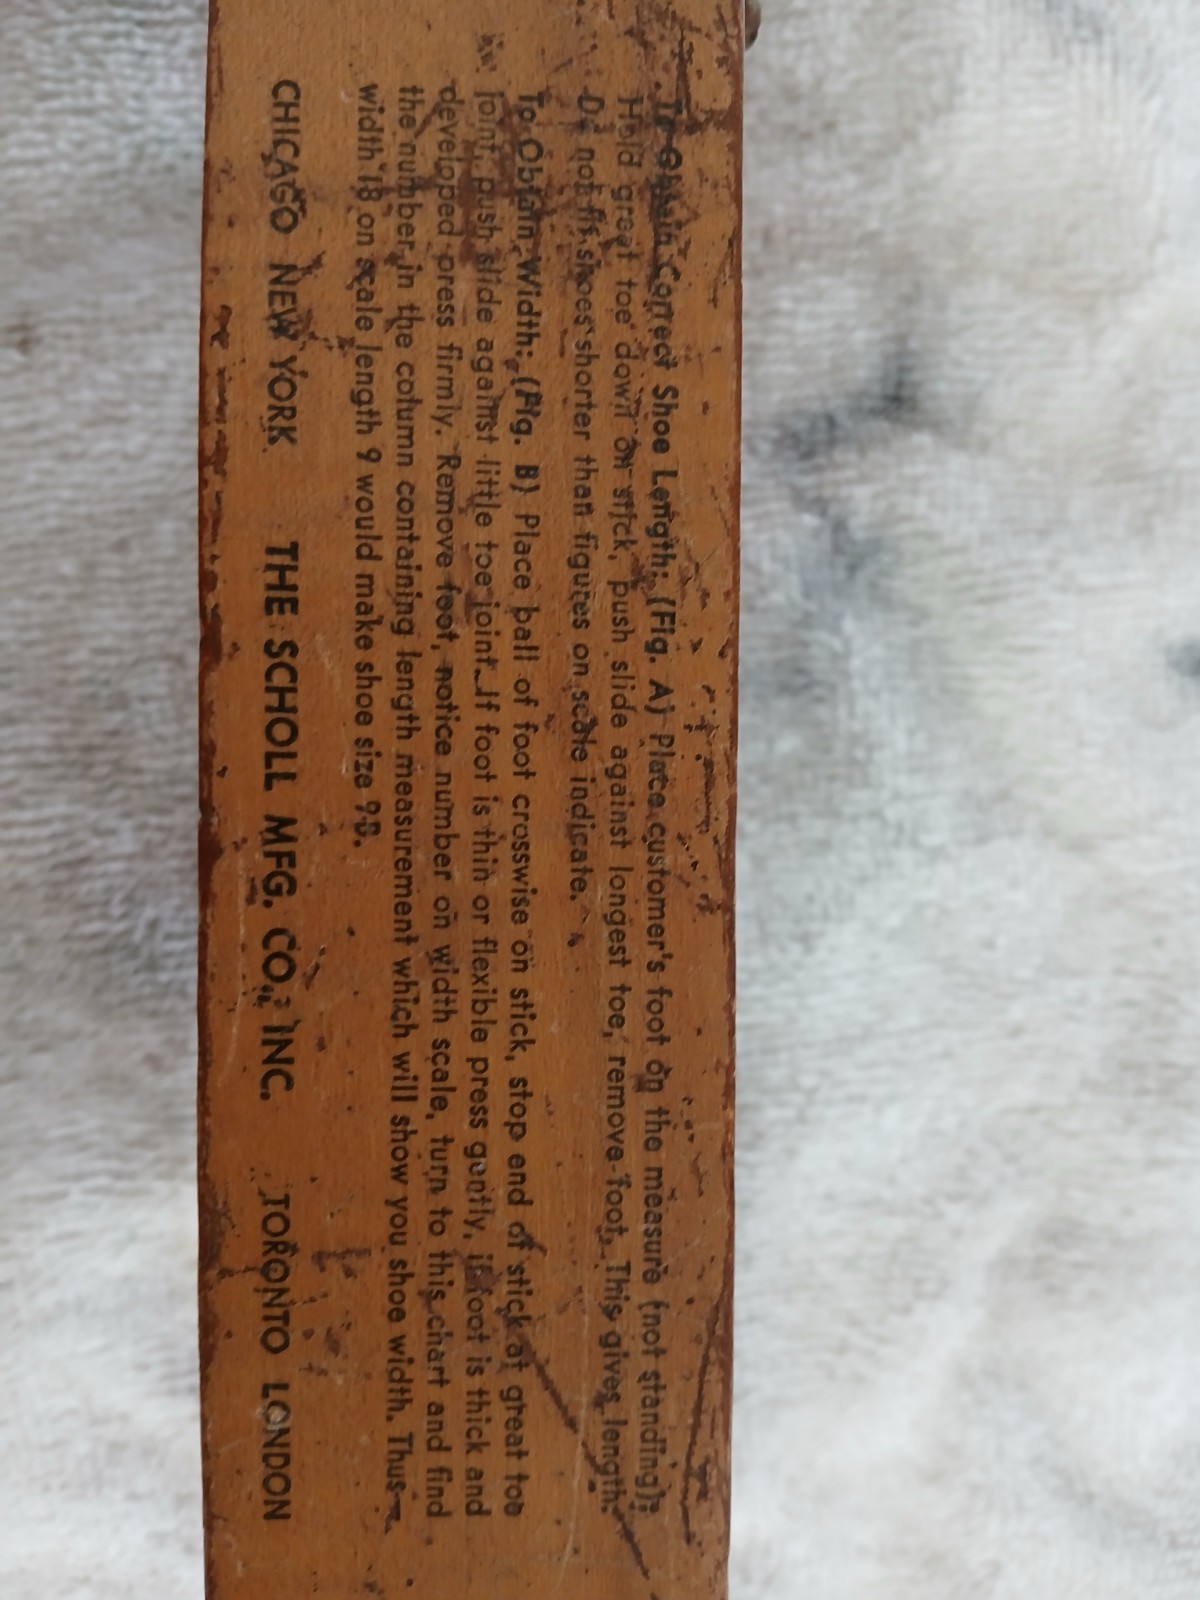 To Obtain Correct Shoe Length: (Fig. A) Place customer's foot on the measure (not standing);
Hold great toe down on stick, push slide against longest toe, remove foot. This gives length.
Do not fit shoes shorter than figures on scale indicate.
To Obtain Width: (Fig. B) Place ball of foot crosswise on stick, stop end of stick at great toe
joint, push slide against little toe joint. If foot is thin or flexible press gently, if foot is thick and
developed press firmly. Remove foot, notice number on width scale, turn to this chart and find
the number in the column containing length measurement which will show you shoe width. Thus—
width 18 on scale length 9 would make shoe size 9-B.
CHICAGO NEW YORK THE SCHOLL MFG. CO., INC. TORONTO LONDON